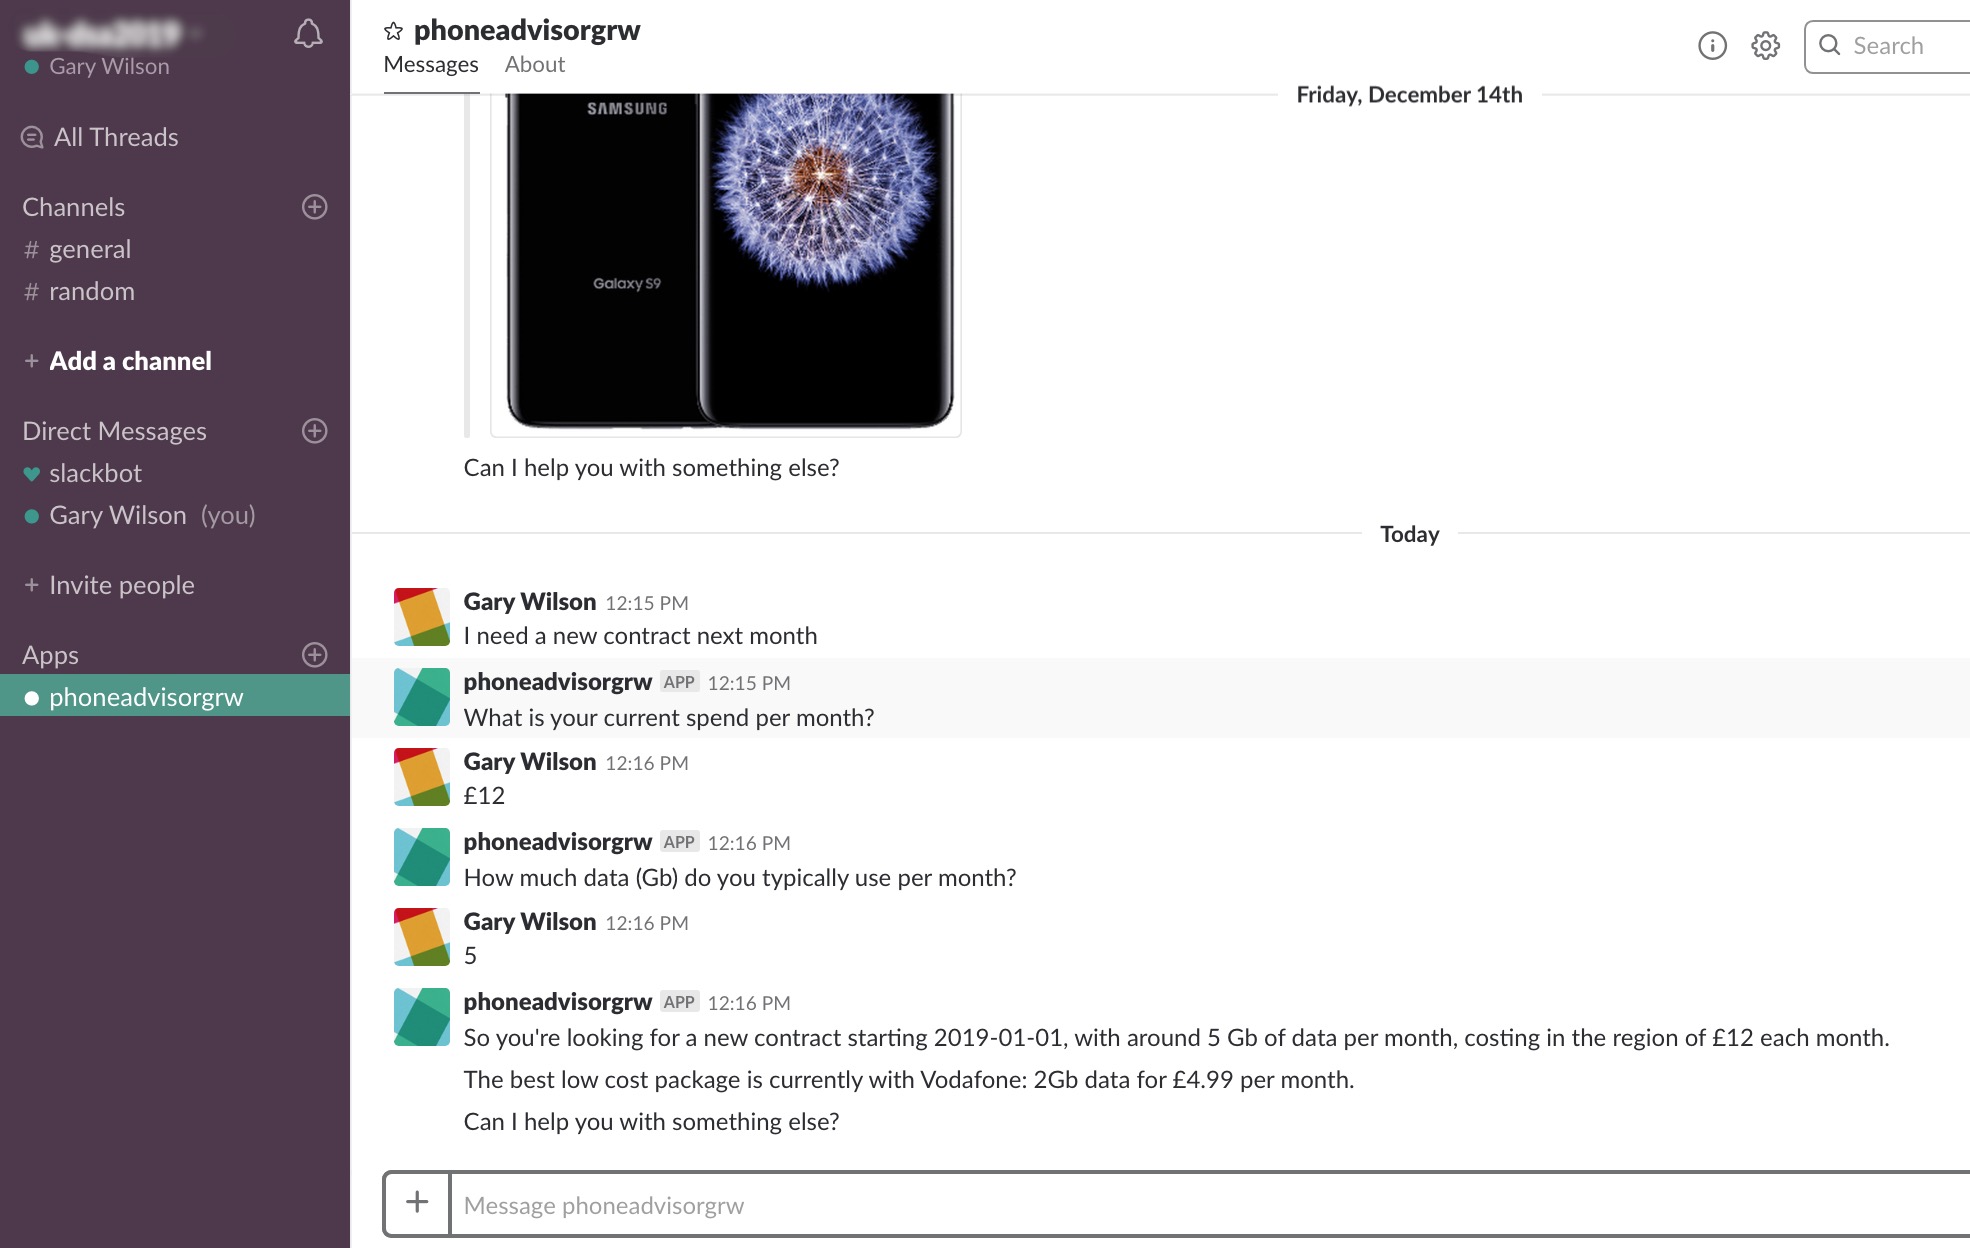 Gary Wilson
All Threads
Channels
# general
# random
+ Add a channel
Direct Messages
slackbot
Gary Wilson (you)
+ Invite people
Apps
phoneadvisorgrw
phoneadvisorgrw
Messages About
Search
Friday, December 14th
SAMSUNG
Galaxy S9
Can I help you with something else?
Today
Gary Wilson 12:15 PM
I need a new contract next month
phoneadvisorgrw APP 12:15 PM
What is your current spend per month?
Gary Wilson 12:16 PM
£12
phoneadvisorgrw APP 12:16 PM
How much data (Gb) do you typically use per month?
Gary Wilson 12:16 PM
5
phoneadvisorgrw APP 12:16 PM
So you're looking for a new contract starting 2019-01-01, with around 5 Gb of data per month, costing in the region of £12 each month.
The best low cost package is currently with Vodafone: 2Gb data for £4.99 per month.
Can I help you with something else?
Message phoneadvisorgrw